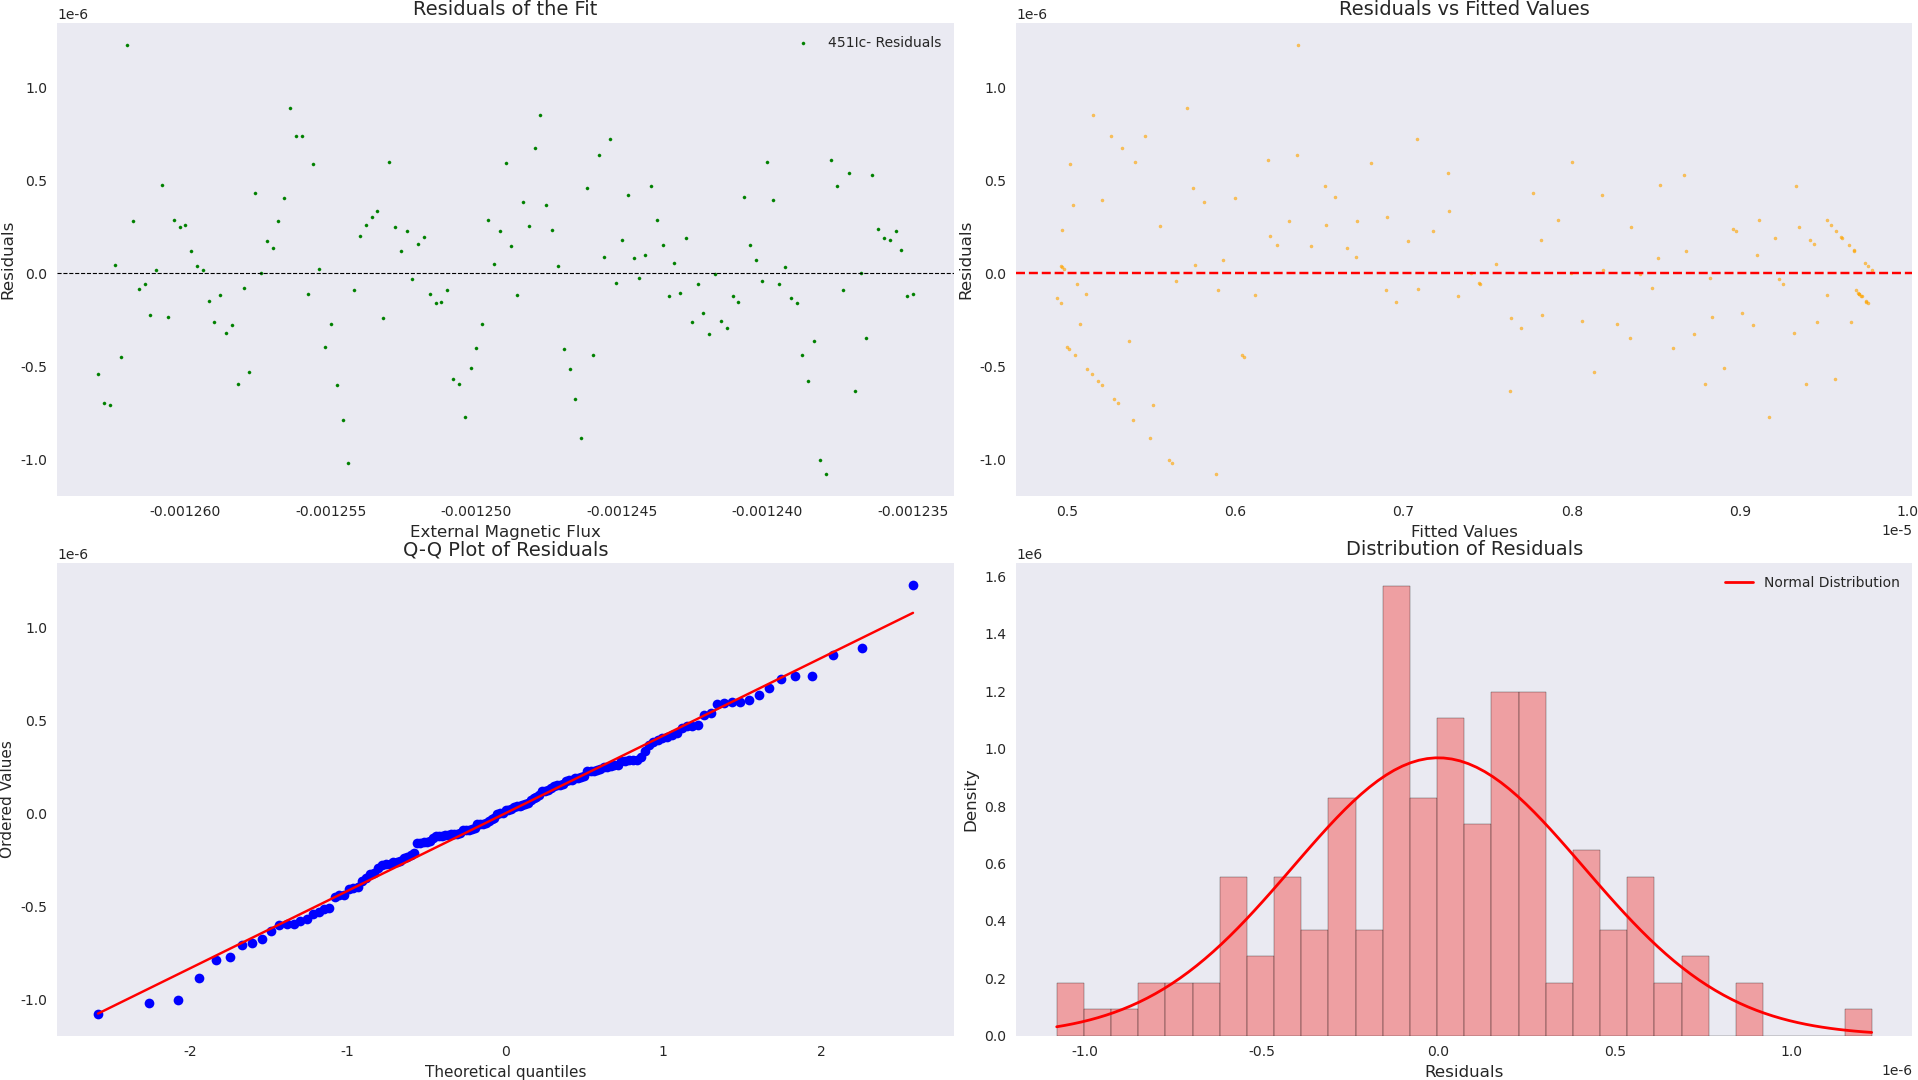 Residuals of the Fit
1e-6
451Ic- Residuals
1.0
0.5
0.0
-0.5
-1.0
Residuals
-0.001260 -0.001255 -0.001250 -0.001245 -0.001240 -0.001235
External Magnetic Flux
Residuals vs Fitted Values
1e-6
1.0
0.5
0.0
-0.5
-1.0
Residuals
0.5 0.6 0.7 0.8 0.9 1.0
1e-5
Fitted Values
Q-Q Plot of Residuals
1e-6
1.0
0.5
0.0
-0.5
-1.0
Ordered Values
-2 -1 0 1 2
Theoretical quantiles
Distribution of Residuals
1e6
Normal Distribution
1.6
1.4
1.2
1.0
0.8
0.6
0.4
0.2
0.0
Density
-1.0 -0.5 0.0 0.5 1.0
1e-6
Residuals